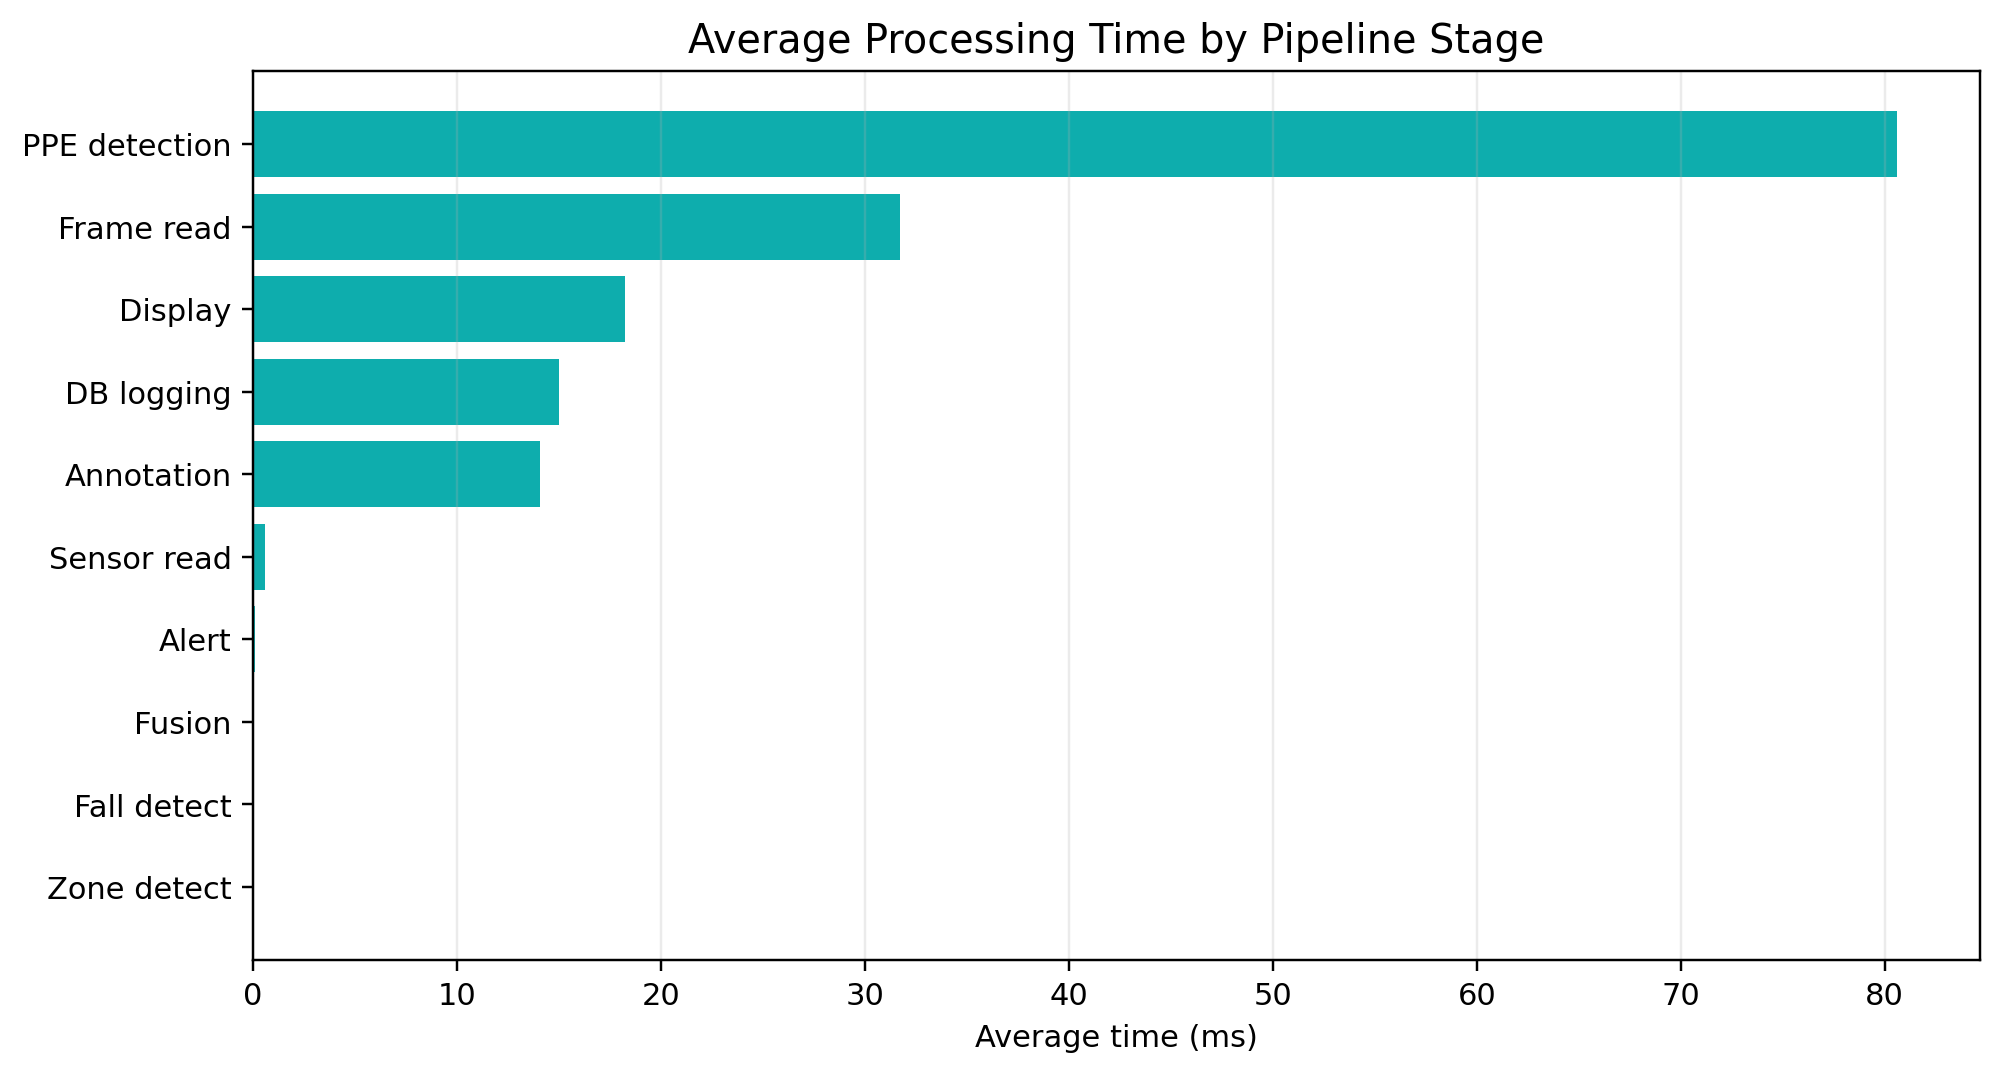 Average Processing Time by Pipeline Stage
PPE detection
Frame read
Display
DB logging
Annotation
Sensor read
Alert
Fusion
Fall detect
Zone detect
0 10 20 30 40 50 60 70 80
Average time (ms)